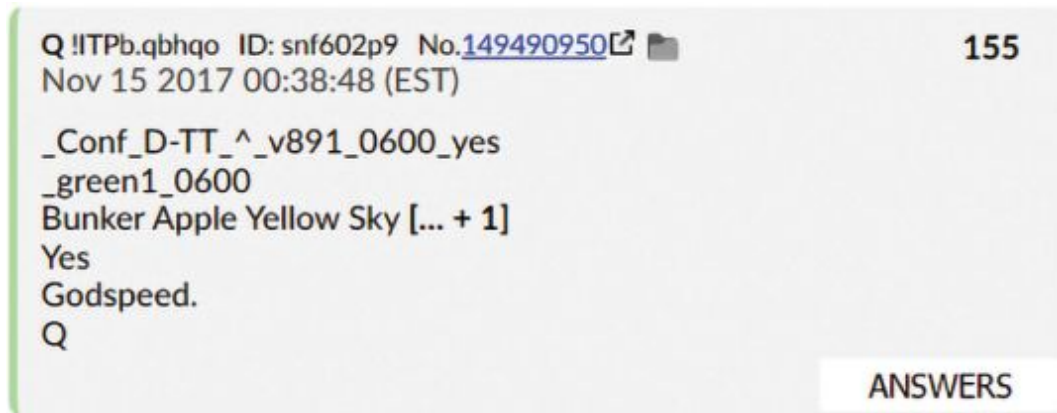 Q !ITPb.qbhqo ID: snf602p9 No.149490950 155
Nov 15 2017 00:38:48 (EST)
_Conf_D-TT_^_v891_0600_yes
_green1_0600
Bunker Apple Yellow Sky [... + 1]
Yes
Godspeed.
Q
ANSWERS